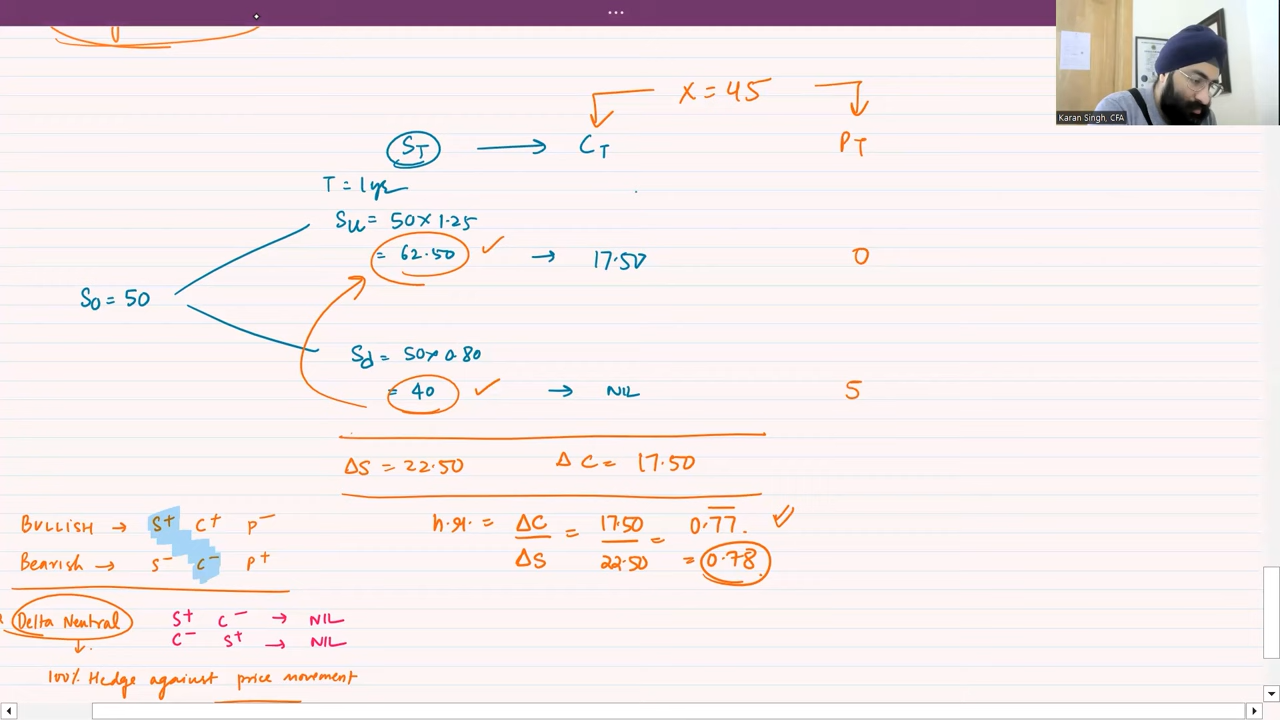 x = 45
ST → CT PT
T = 1yr
Su = 50 × 1.25
= 62.50 ✓ → 17.50 0
S0 = 50
Sd = 50 × 0.80
= 40 ✓ → NIL 5
ΔS = 22.50 ΔC = 17.50
BULLISH → S+ C+ P−
Bearish → S− C− P+
h.r. = ΔC/ΔS = 17.50/22.50 = 0.77. ✓
= 0.78
Delta Neutral S+ C− → NIL
C− S+ → NIL
100% Hedge against price movement
Karan Singh, CFA